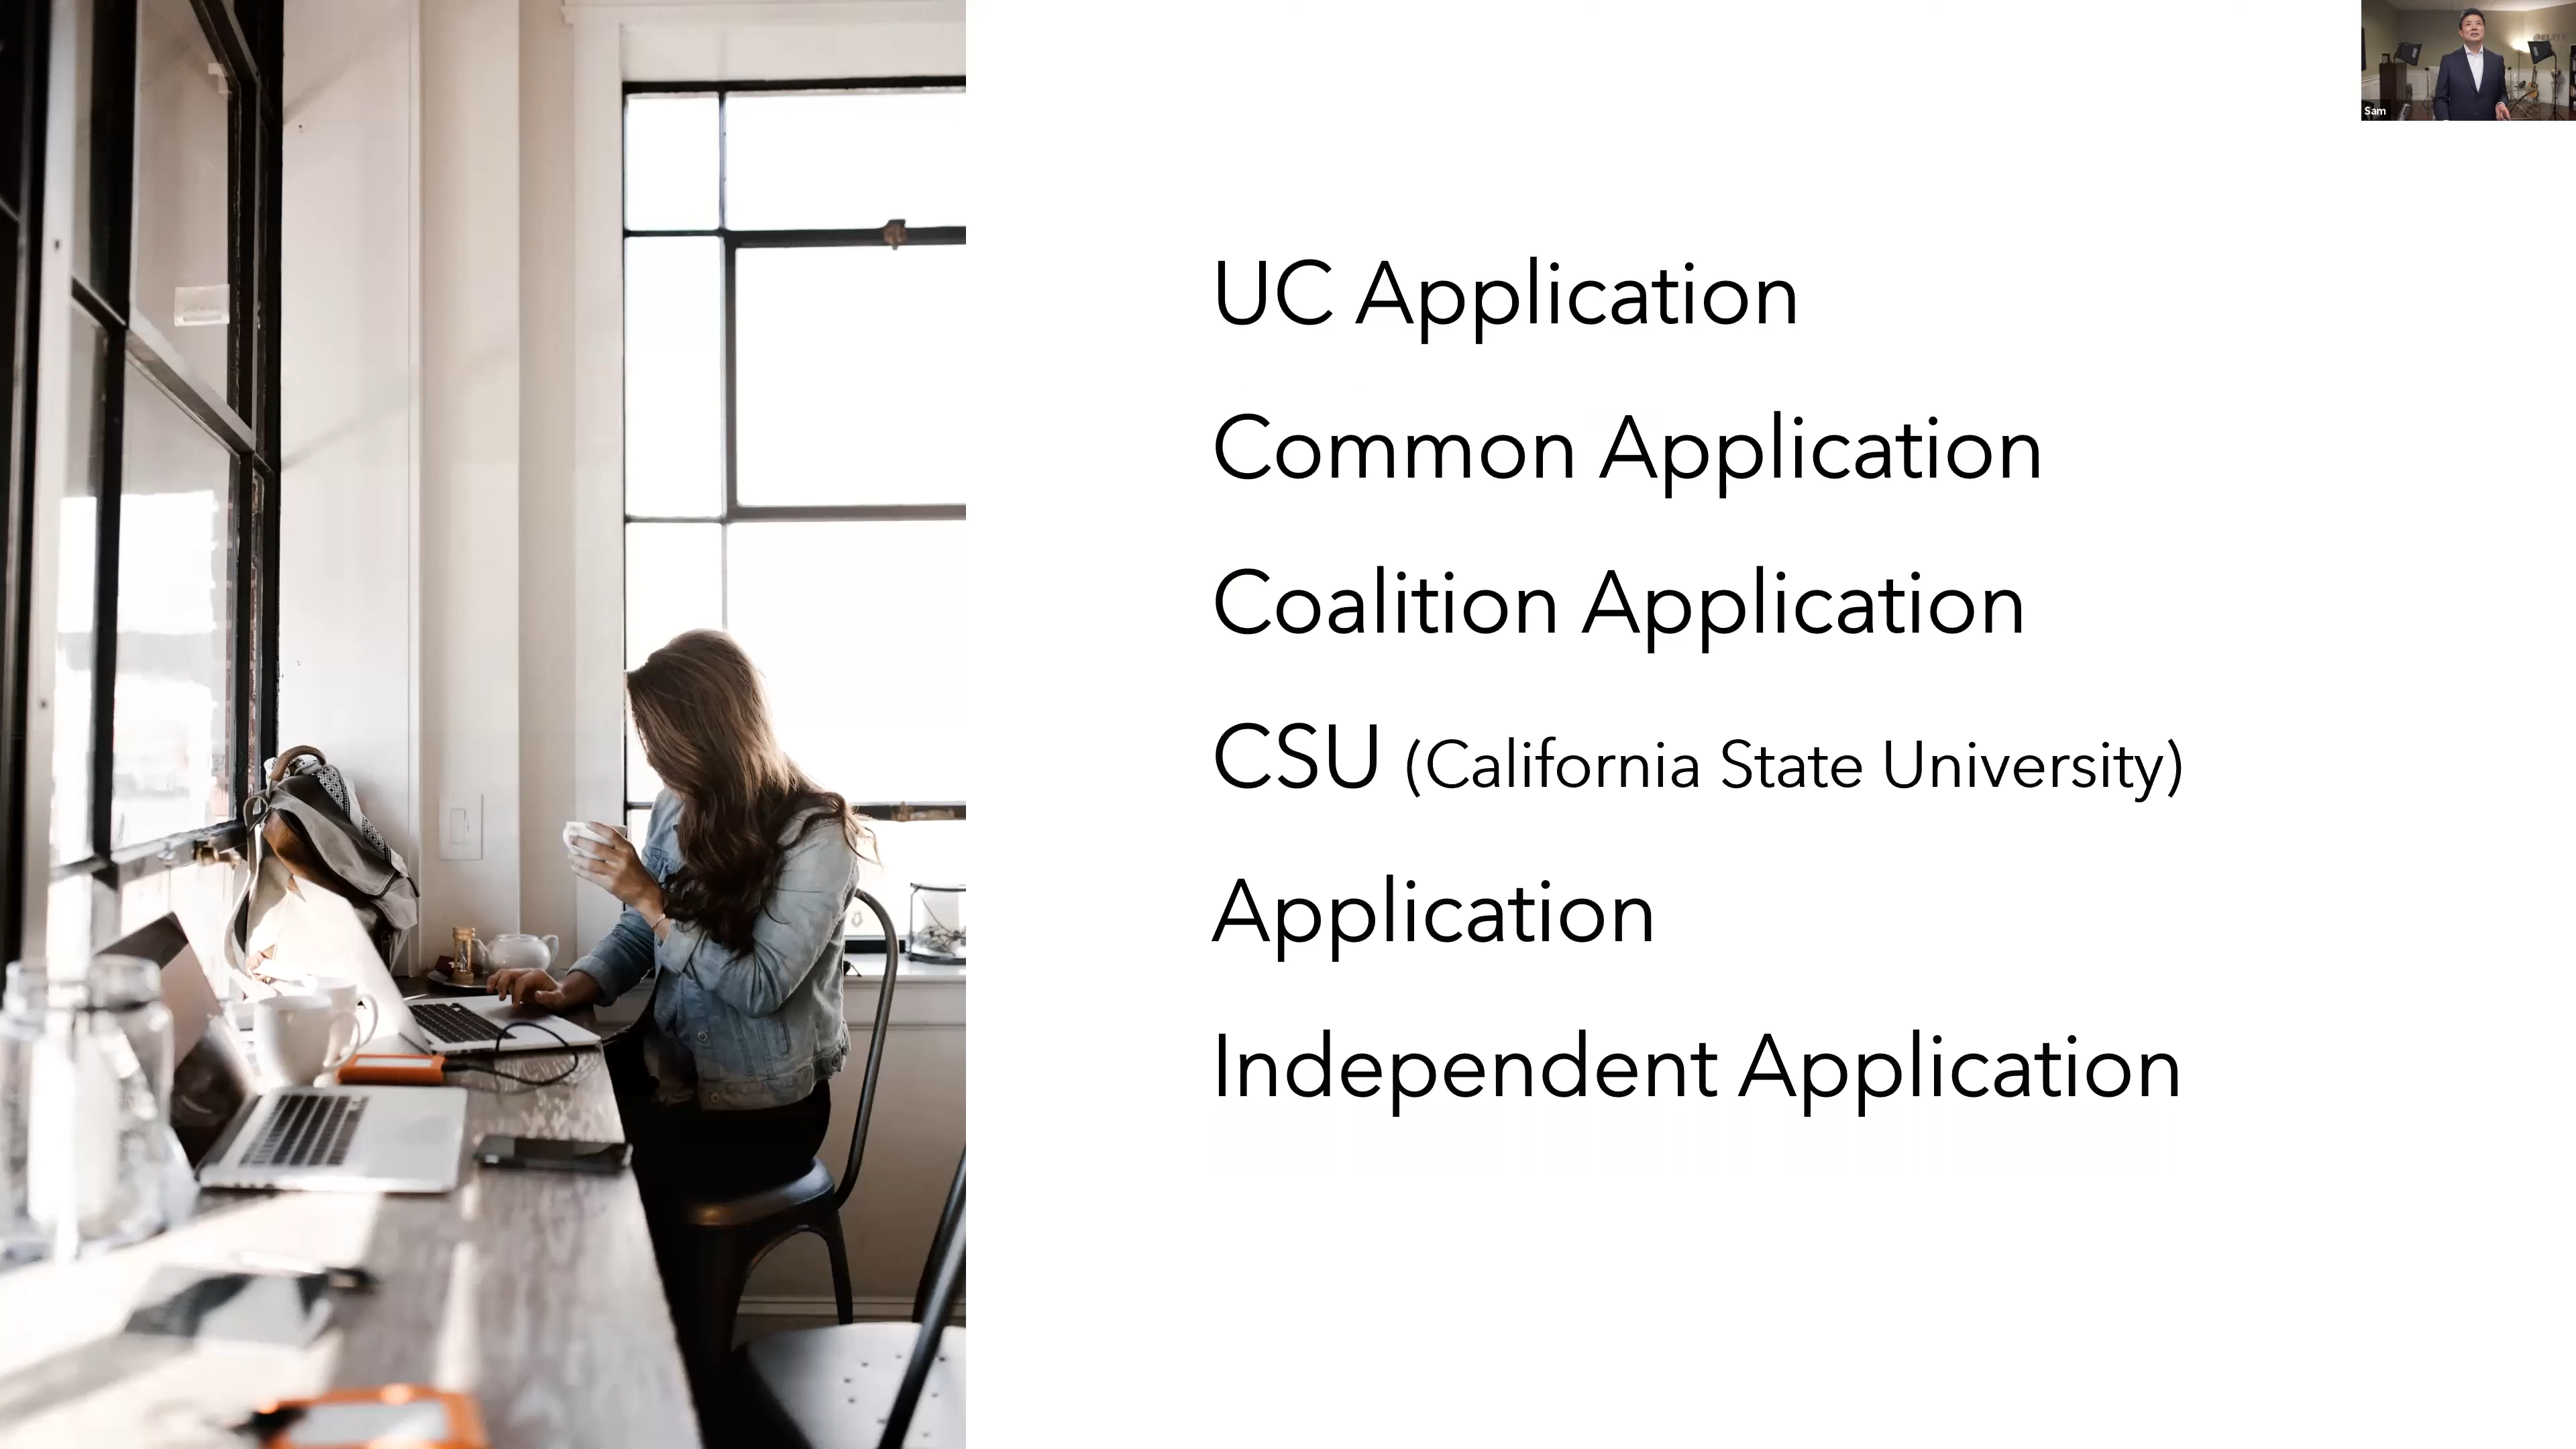 UC Application
Common Application
Coalition Application
CSU (California State University)
Application
Independent Application
Sam